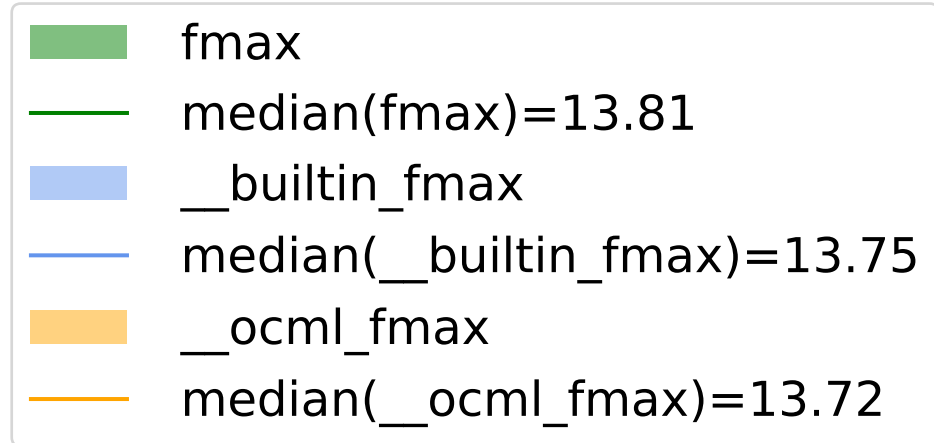 fmax
median(fmax)=13.81
__builtin_fmax
median(__builtin_fmax)=13.75
__ocml_fmax
median(__ocml_fmax)=13.72